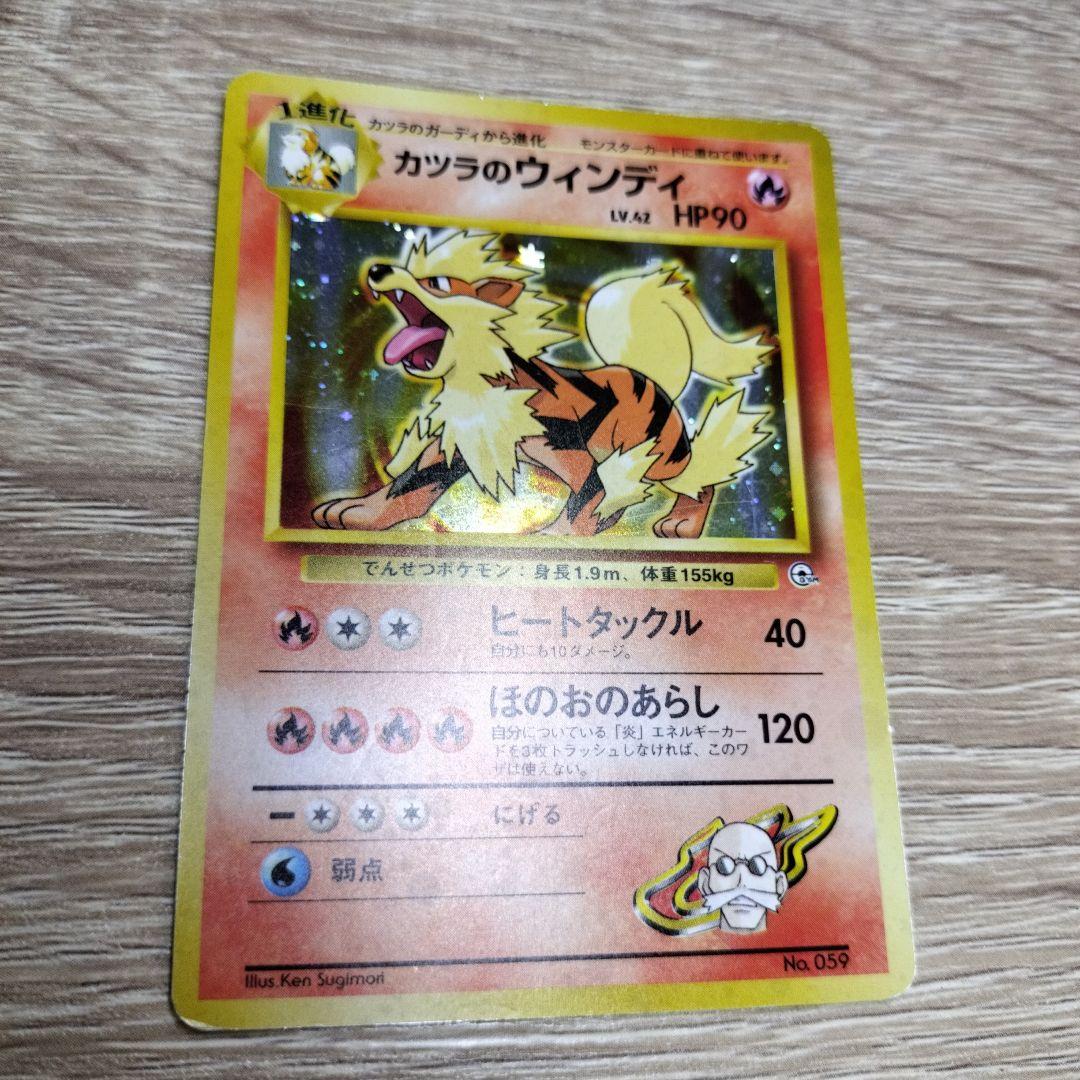 1進化
カツラのガーディから進化
モンスターカードに重ねて使います。
カツラのウィンディ
LV.42 HP90
でんせつポケモン:身長1.9m、体重155kg
ヒートタックル 40
自分にも10ダメージ。
ほのおのあらし 120
自分についている「炎」エネルギーカー
ドを3枚トラッシュしなければ、このワ
ザは使えない。
にげる
弱点
Illus. Ken Sugimori
No. 059